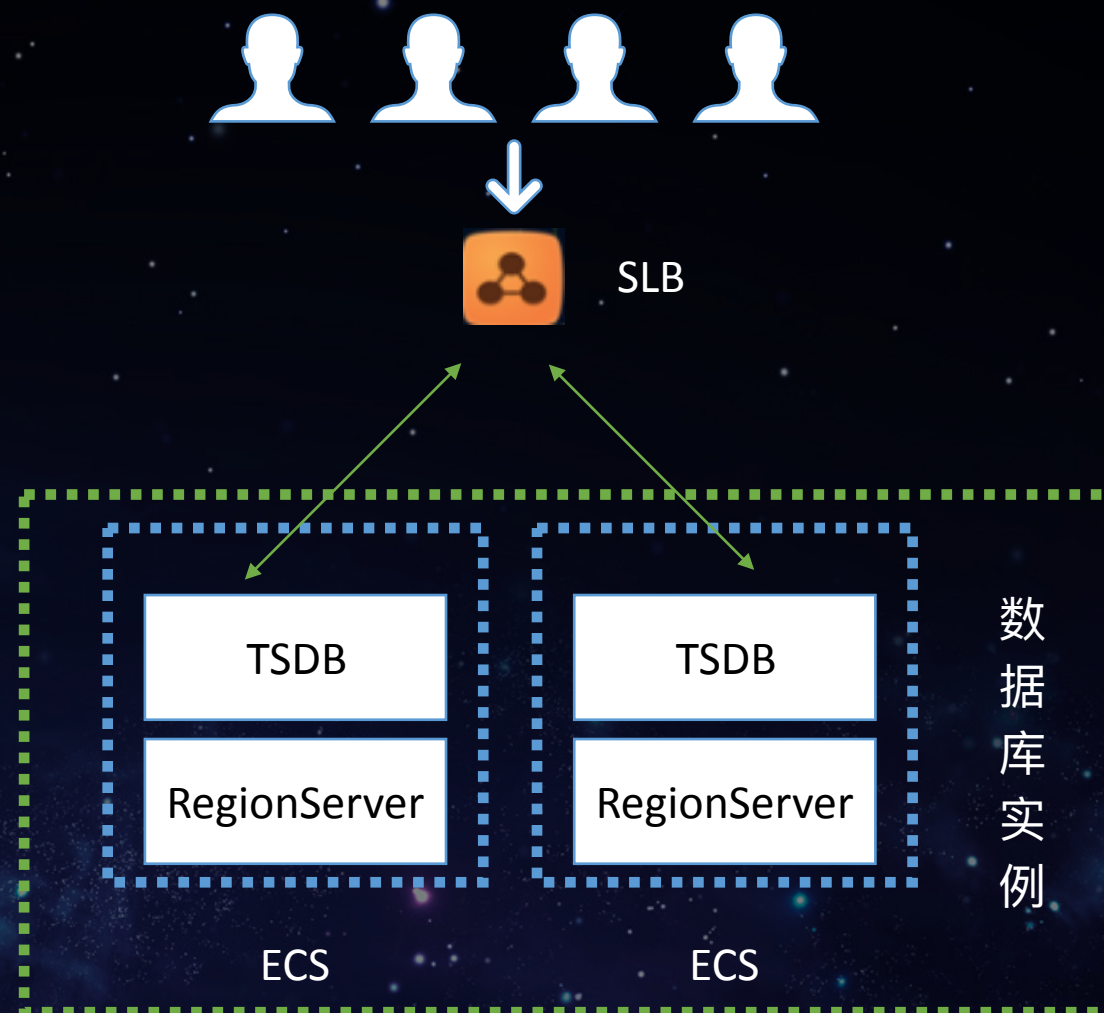 SLB
TSDB
TSDB
RegionServer
RegionServer
数据库实例
ECS
ECS